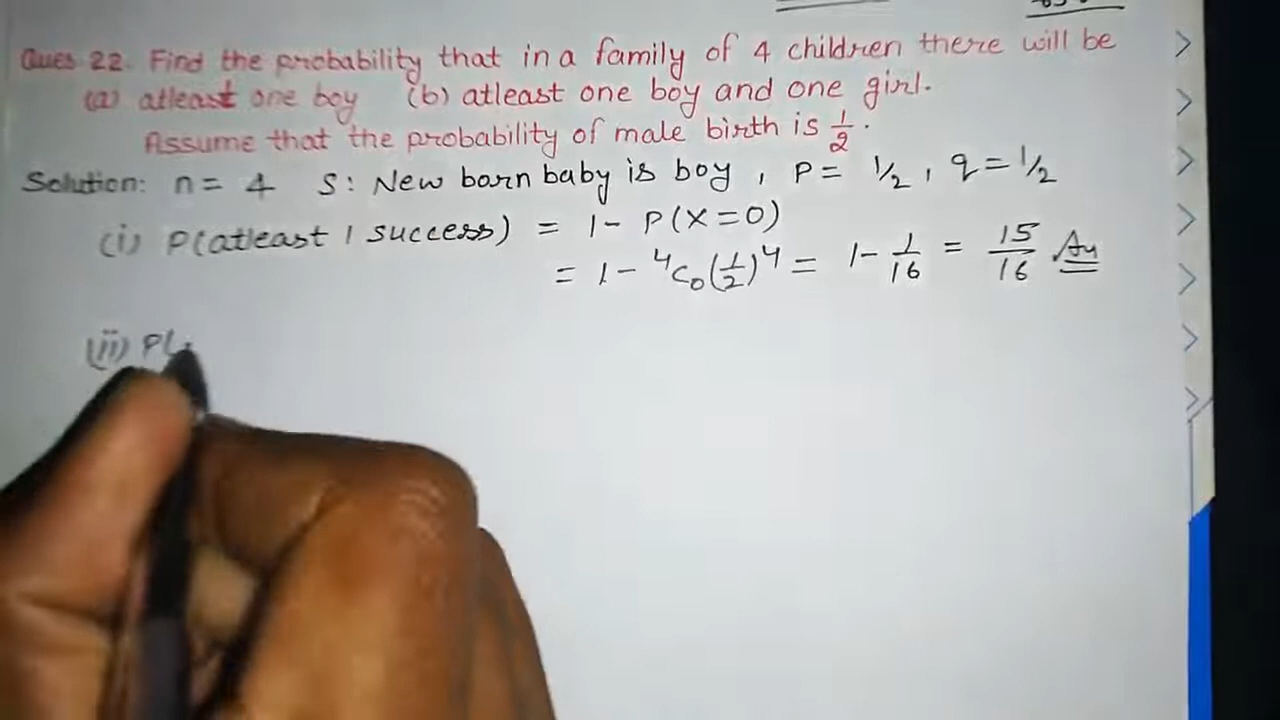 Ques 22. Find the probability that in a family of 4 children there will be
(a) atleast one boy (b) atleast one boy and one girl.
Assume that the probability of male birth is 1/2.
Solution: n = 4 S: New born baby is boy, P = 1/2, q = 1/2
(i) P(atleast 1 success) = 1 - P(X=0)
= 1 - ⁴C₀(1/2)⁴ = 1 - 1/16 = 15/16 Ans
(ii) P(